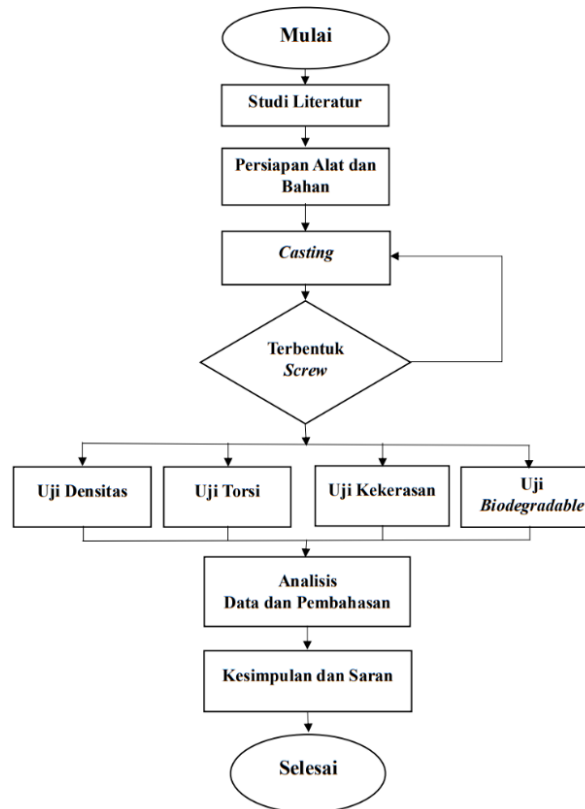 Mulai
Studi Literatur
Persiapan Alat dan
Bahan
Casting
Terbentuk
Screw
Uji Densitas
Uji Torsi
Uji Kekerasan
Uji
Biodegradable
Analisis
Data dan Pembahasan
Kesimpulan dan Saran
Selesai